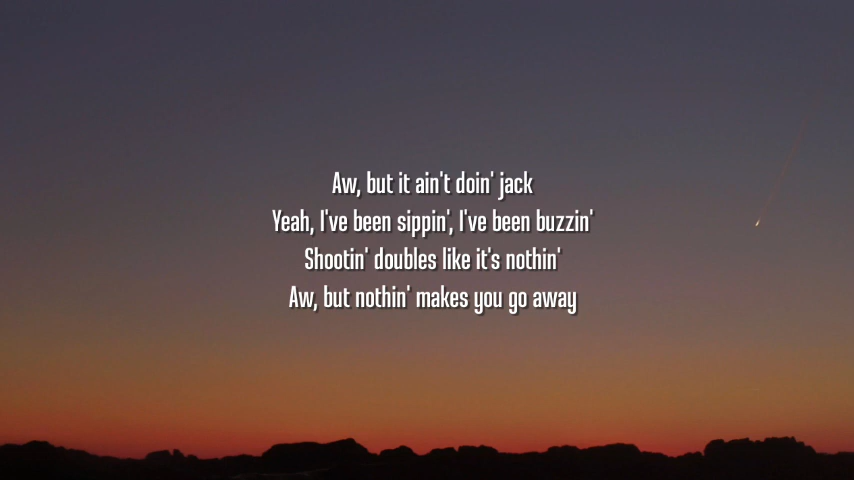 Aw, but it ain't doin' jack
Yeah, I've been sippin', I've been buzzin'
Shootin' doubles like it's nothin'
Aw, but nothin' makes you go away